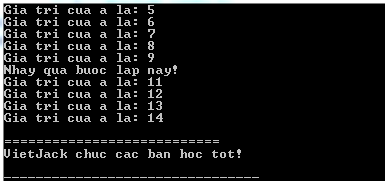 Gia tri cua a la: 5
Gia tri cua a la: 6
Gia tri cua a la: 7
Gia tri cua a la: 8
Gia tri cua a la: 9
Nhay qua buoc lap nay!
Gia tri cua a la: 11
Gia tri cua a la: 12
Gia tri cua a la: 13
Gia tri cua a la: 14
===========================
VietJack chuc cac ban hoc tot!
--------------------------------